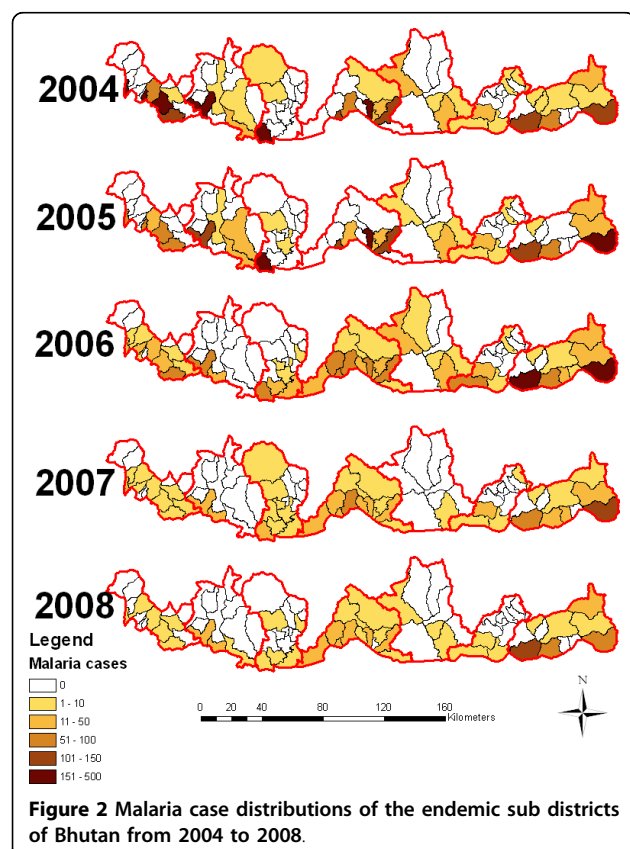 2004
2005
2006
2007
2008
Legend
Malaria cases
0
1 - 10
11 - 50
51 - 100
101 - 150
151 - 500
0 20 40 80 120 160
Kilometers
N
Figure 2 Malaria case distributions of the endemic sub districts
of Bhutan from 2004 to 2008.